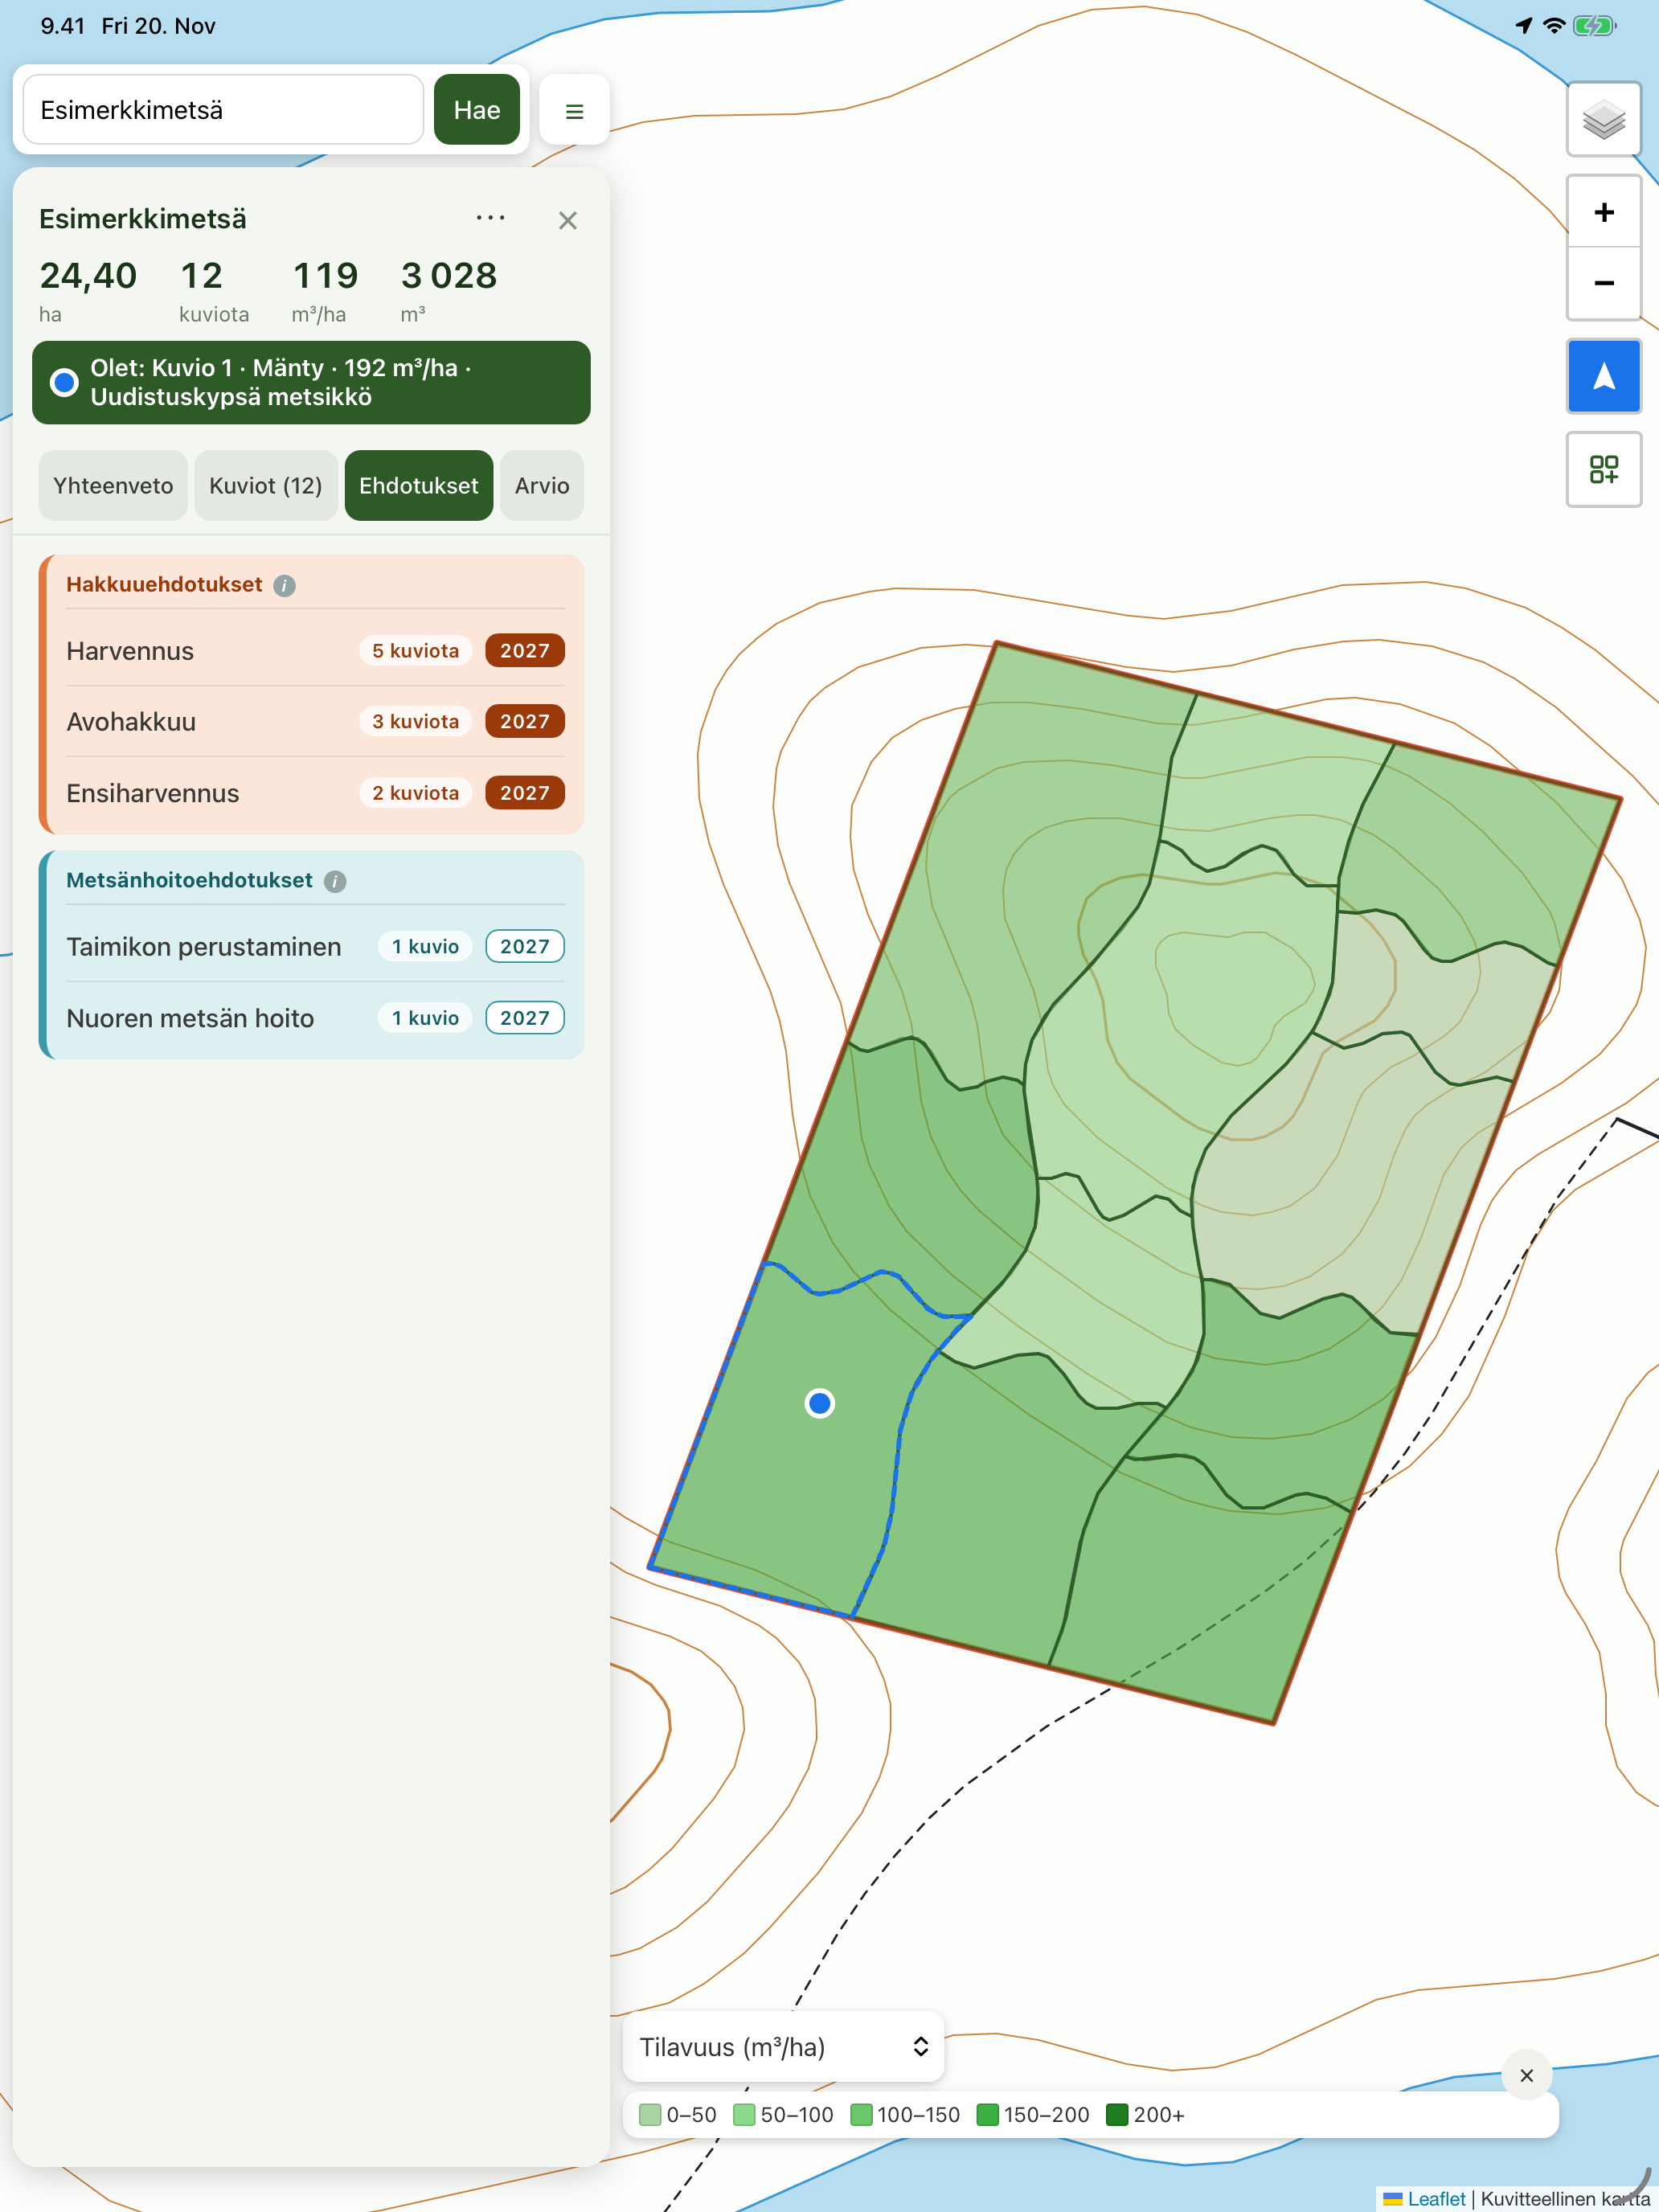 9.41 Fri 20. Nov
Esimerkkimetsä
Hae
Esimerkkimetsä
24,40 12 119 3 028
ha kuviota m³/ha m³
Olet: Kuvio 1 · Mänty · 192 m³/ha ·
Uudistuskypsä metsikkö
Yhteenveto Kuviot (12) Ehdotukset Arvio
Hakkuuehdotukset i
Harvennus 5 kuviota 2027
Avohakkuu 3 kuviota 2027
Ensiharvennus 2 kuviota 2027
Metsänhoitoehdotukset i
Taimikon perustaminen 1 kuvio 2027
Nuoren metsän hoito 1 kuvio 2027
Tilavuus (m³/ha)
0–50 50–100 100–150 150–200 200+
Leaflet | Kuvitteellinen kartta